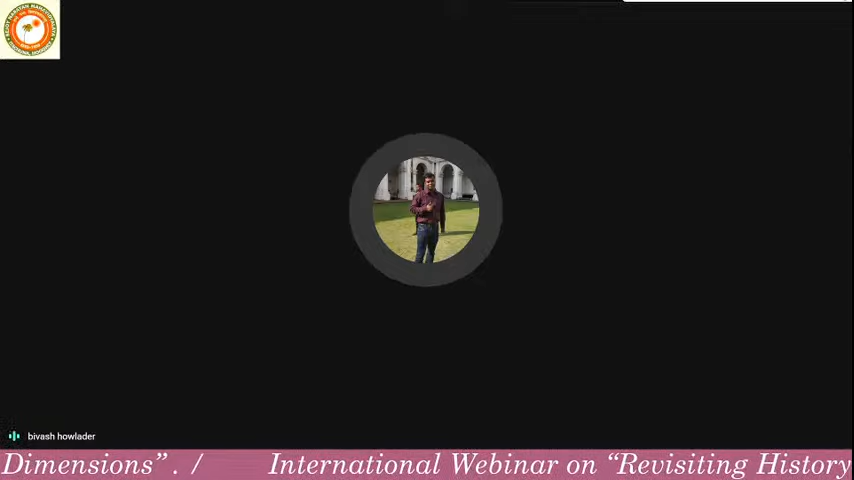 bivash howlader
Dimensions" . /        International Webinar on "Revisiting History